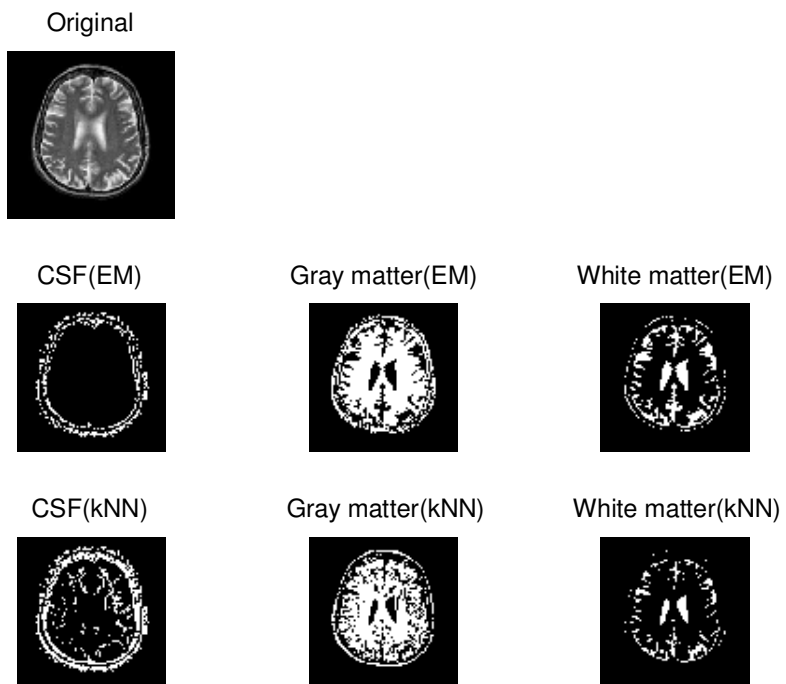 Original
CSF(EM)
Gray matter(EM)
White matter(EM)
CSF(kNN)
Gray matter(kNN)
White matter(kNN)